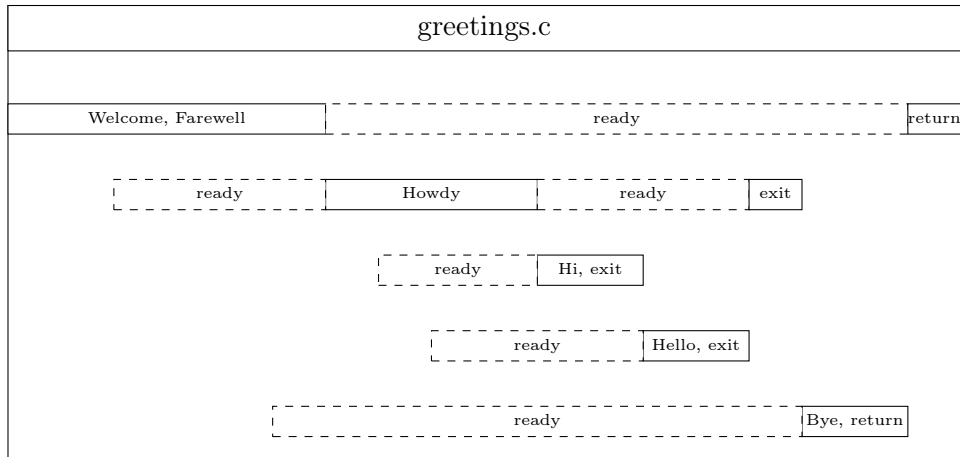 greetings.c
Welcome, Farewell ready return
ready Howdy ready exit
ready Hi, exit
ready Hello, exit
ready Bye, return